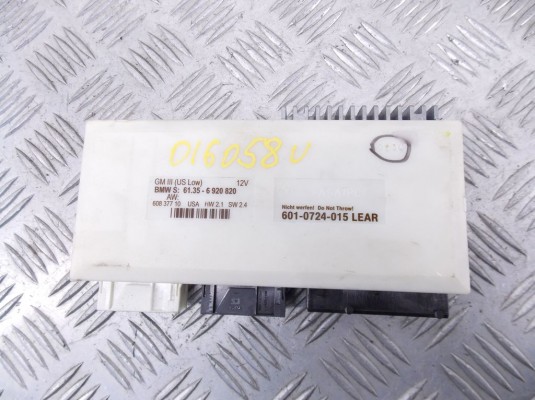 016058U
GM III (US Low) 12V
BMW S: 61.35 - 6 920 820
AW:
608 377 10 USA HW 2.1 SW 2.4
Nicht werfen! Do Not Throw!
601-0724-015 LEAR